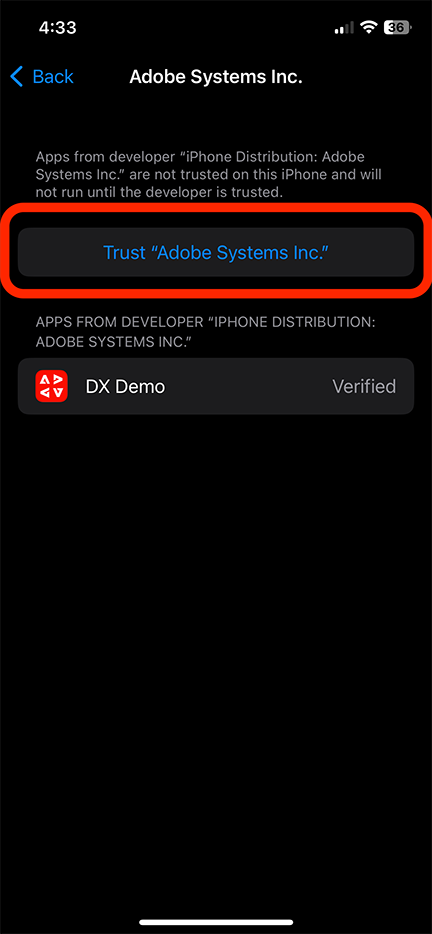 4:33
36
Back
Adobe Systems Inc.
Apps from developer “iPhone Distribution: Adobe
Systems Inc.” are not trusted on this iPhone and will
not run until the developer is trusted.
Trust “Adobe Systems Inc.”
APPS FROM DEVELOPER “IPHONE DISTRIBUTION:
ADOBE SYSTEMS INC.”
DX Demo
Verified